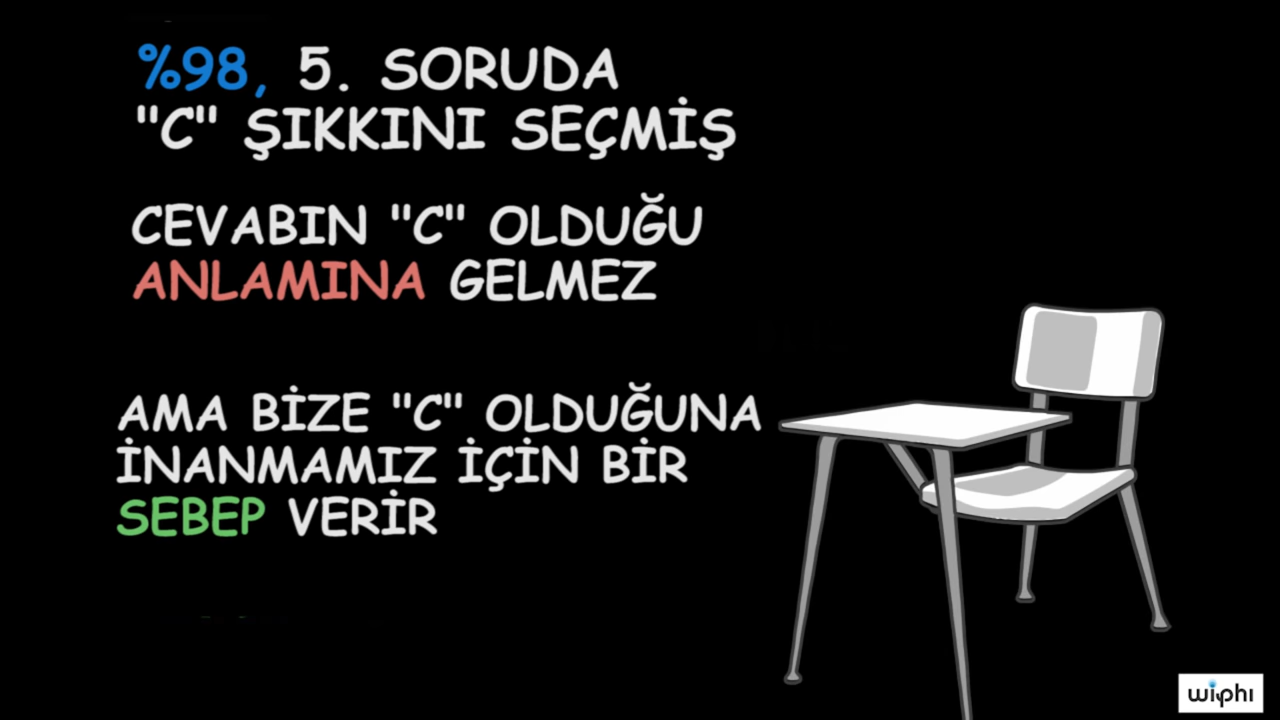 %98, 5. SORUDA
"C" ŞIKKINI SEÇMİŞ
CEVABIN "C" OLDUĞU
ANLAMINA GELMEZ
AMA BİZE "C" OLDUĞUNA
İNANMAMIZ İÇİN BİR
SEBEP VERİR
wiphi